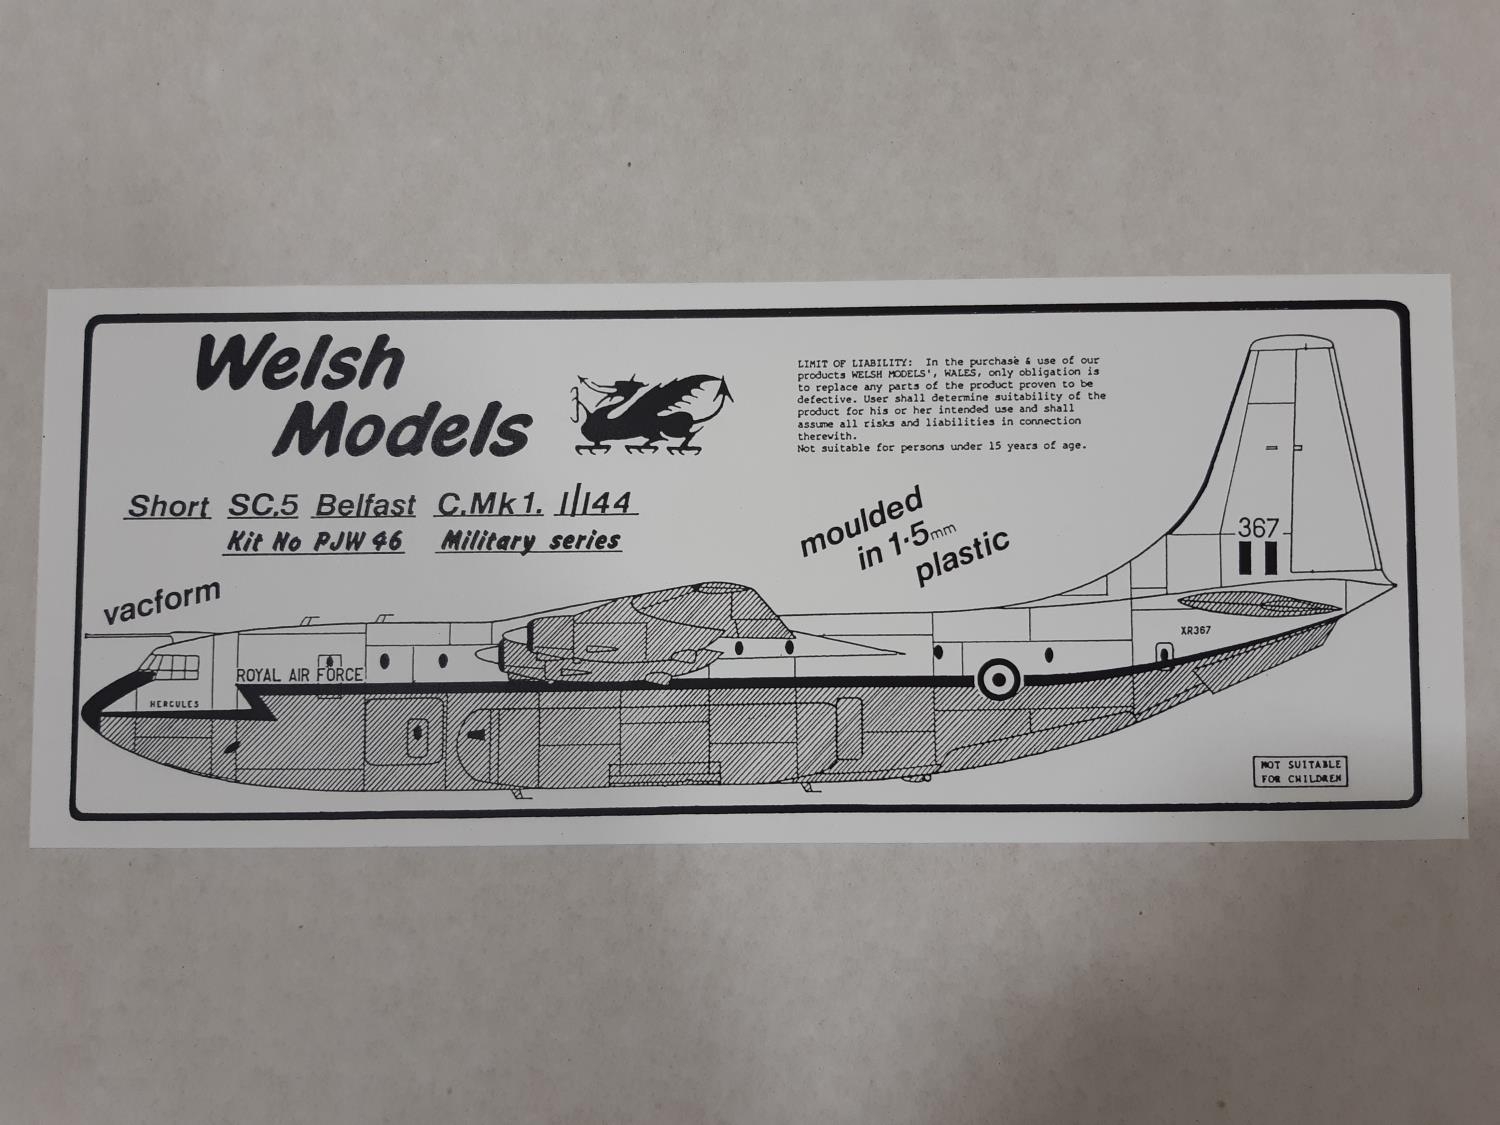 Welsh
Models
LIMIT OF LIABILITY: In the purchase & use of our
products WELSH MODELS', WALES, only obligation is
to replace any parts of the product proven to be
defective. User shall determine suitability of the
product for his or her intended use and shall
assume all risks and liabilities in connection
therewith.
Not suitable for persons under 15 years of age.
Short SC.5 Belfast C.Mk1. 1/144
Kit No PJW 46 Military series
moulded
in 1·5mm
plastic
vacform
367
XR367
ROYAL AIR FORCE
HERCULES
NOT SUITABLE
FOR CHILDREN